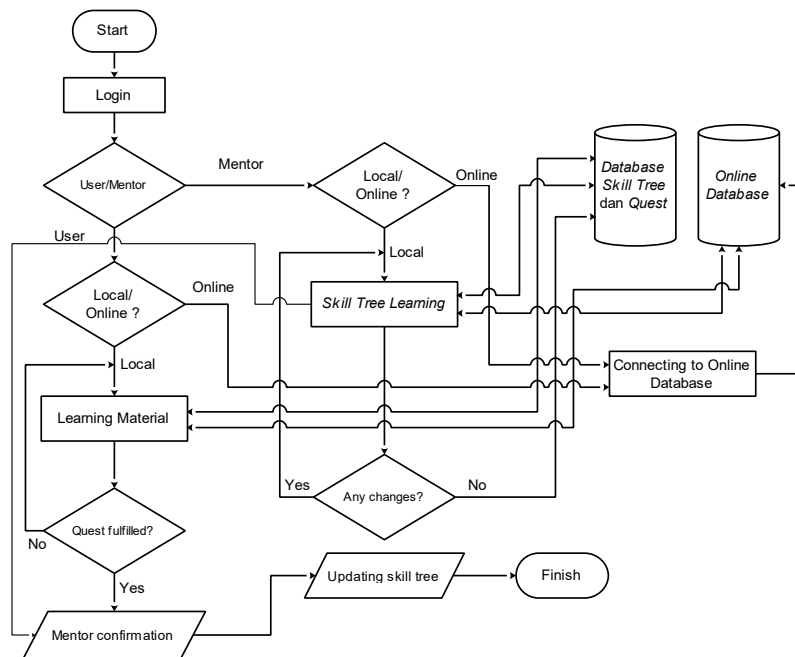 Start
Login
User/Mentor
Mentor
Local/
Online ?
Online
Database
Skill Tree
dan Quest
Online
Database
User
Local
Local/
Online ?
Online
Skill Tree Learning
Local
Connecting to Online
Database
Learning Material
Yes
Any changes?
No
Quest fulfilled?
No
Yes
Updating skill tree
Finish
Mentor confirmation